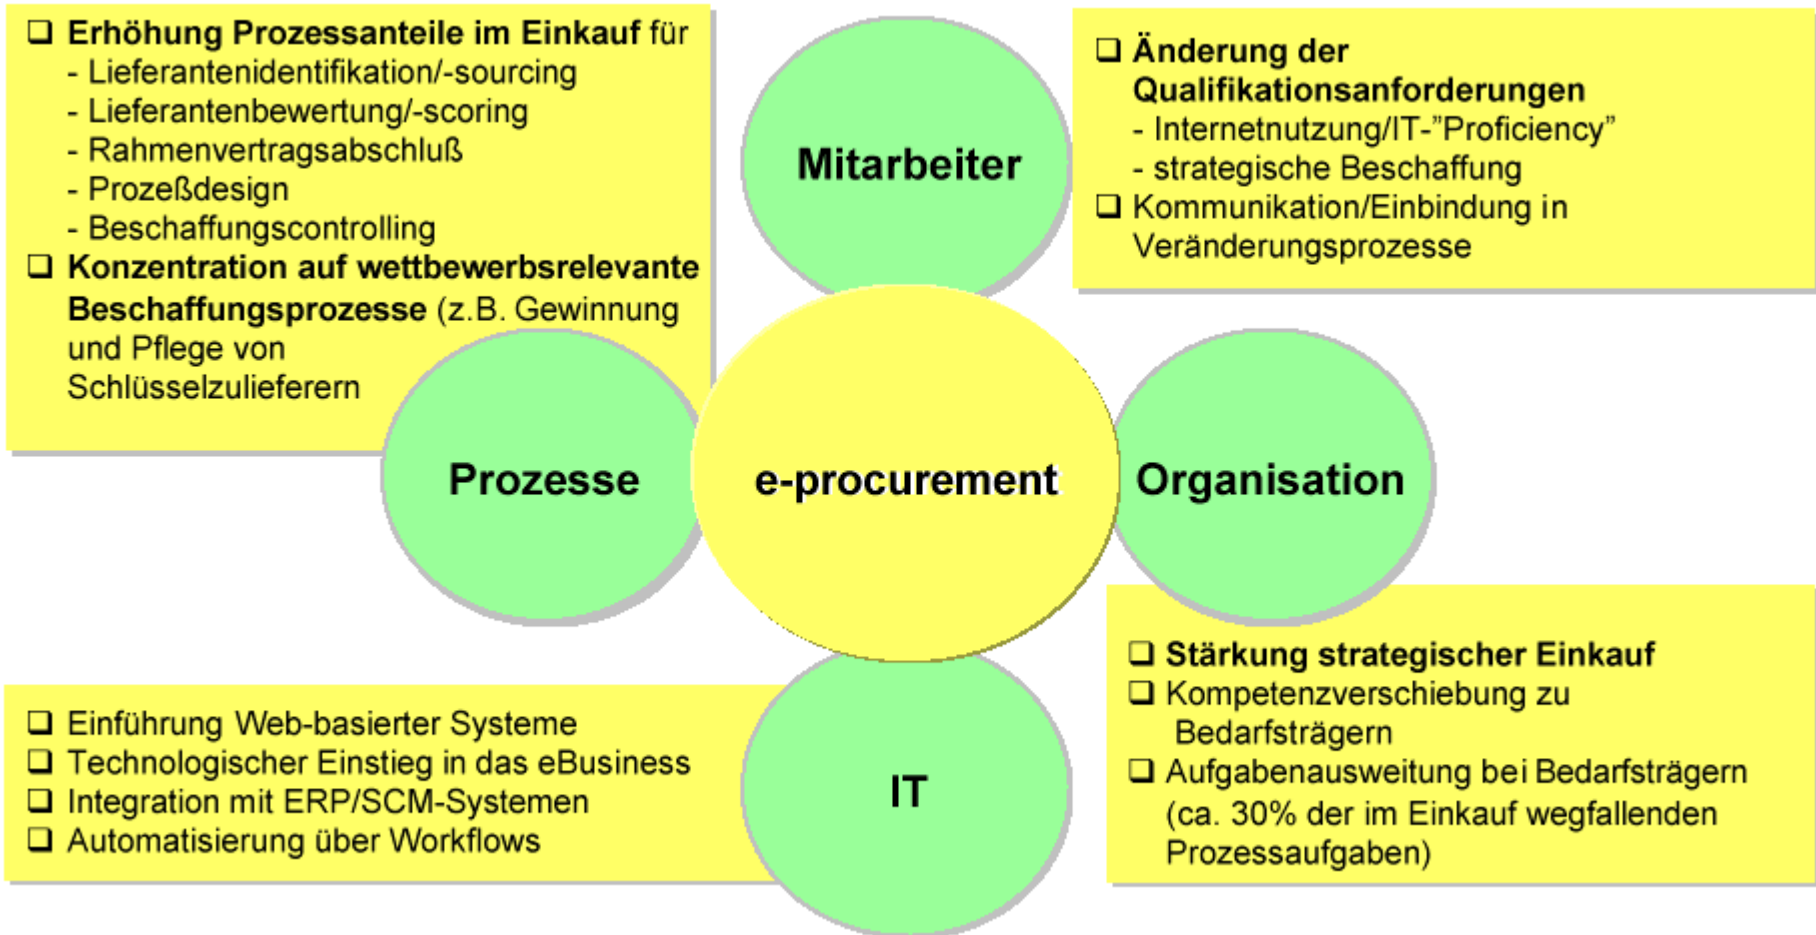 ❑ Erhöhung Prozessanteile im Einkauf für
- Lieferantenidentifikation/-sourcing
- Lieferantenbewertung/-scoring
- Rahmenvertragsabschluß
- Prozeßdesign
- Beschaffungscontrolling
❑ Konzentration auf wettbewerbsrelevante
Beschaffungsprozesse (z.B. Gewinnung
und Pflege von
Schlüsselzulieferern
Mitarbeiter
❑ Änderung der
Qualifikationsanforderungen
- Internetnutzung/IT-”Proficiency”
- strategische Beschaffung
❑ Kommunikation/Einbindung in
Veränderungsprozesse
Prozesse
e-procurement
Organisation
❑ Einführung Web-basierter Systeme
❑ Technologischer Einstieg in das eBusiness
❑ Integration mit ERP/SCM-Systemen
❑ Automatisierung über Workflows
IT
❑ Stärkung strategischer Einkauf
❑ Kompetenzverschiebung zu
Bedarfsträgern
❑ Aufgabenausweitung bei Bedarfsträgern
(ca. 30% der im Einkauf wegfallenden
Prozessaufgaben)